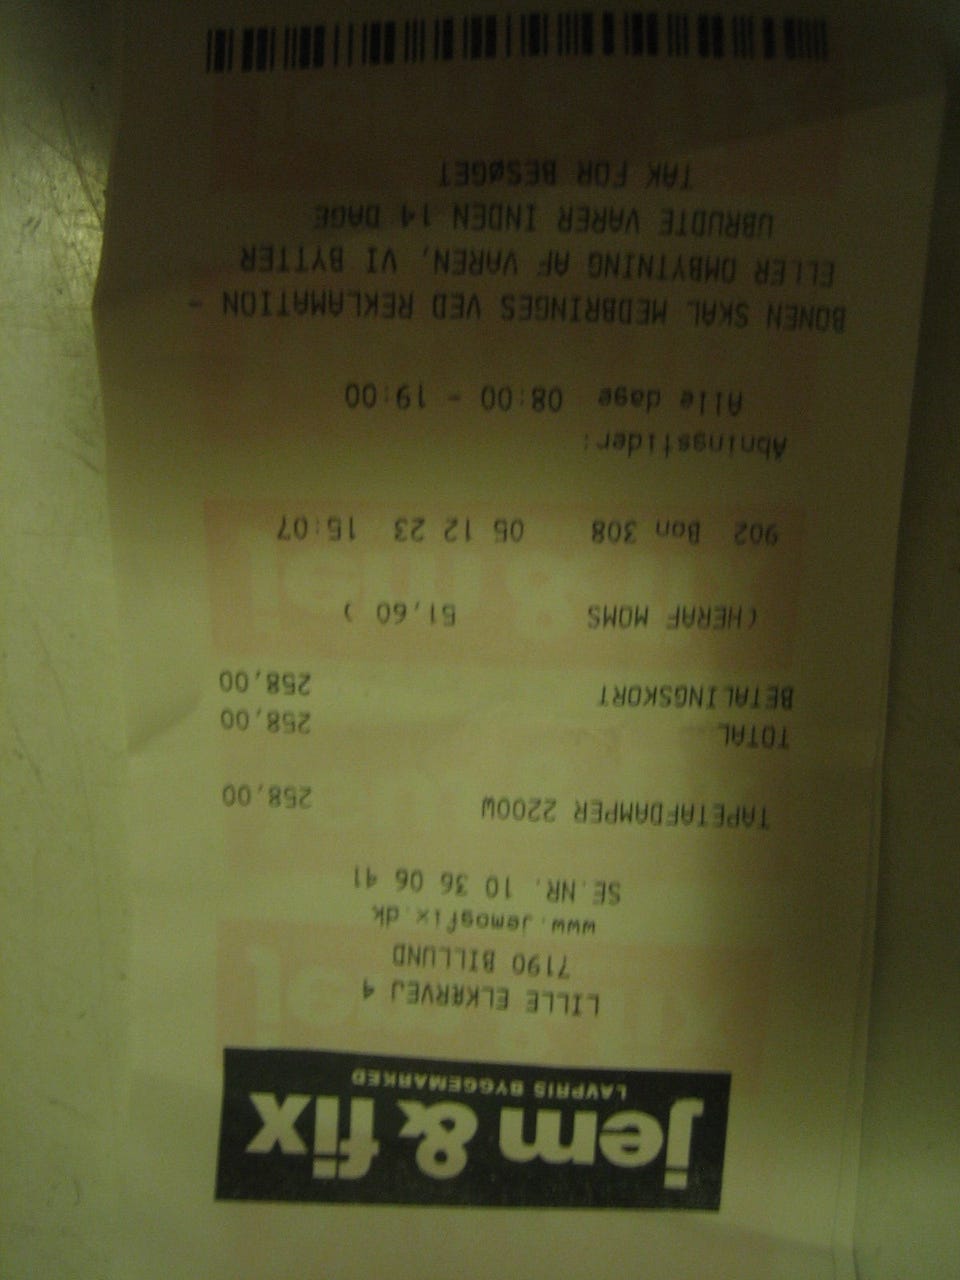 jem & fix
LAVPRIS BYGGEMARKED
LILLE ELKÆRVEJ 4
7190 BILLUND
www.jemogfix.dk
SE.NR. 10 36 06 41
TAPETAFDAMPER 2200W 258,00
TOTAL 258,00
BETALINGSKORT 258,00
(HERAF MOMS 51,60 )
902 Bon 308 05 12 23 15:07
Åbningstider:
Alle dage 08:00 - 19:00
BONEN SKAL MEDBRINGES VED REKLAMATION -
ELLER OMBYTNING AF VAREN, VI BYTTER
UBRUDTE VARER INDEN 14 DAGE
TAK FOR BESØGET